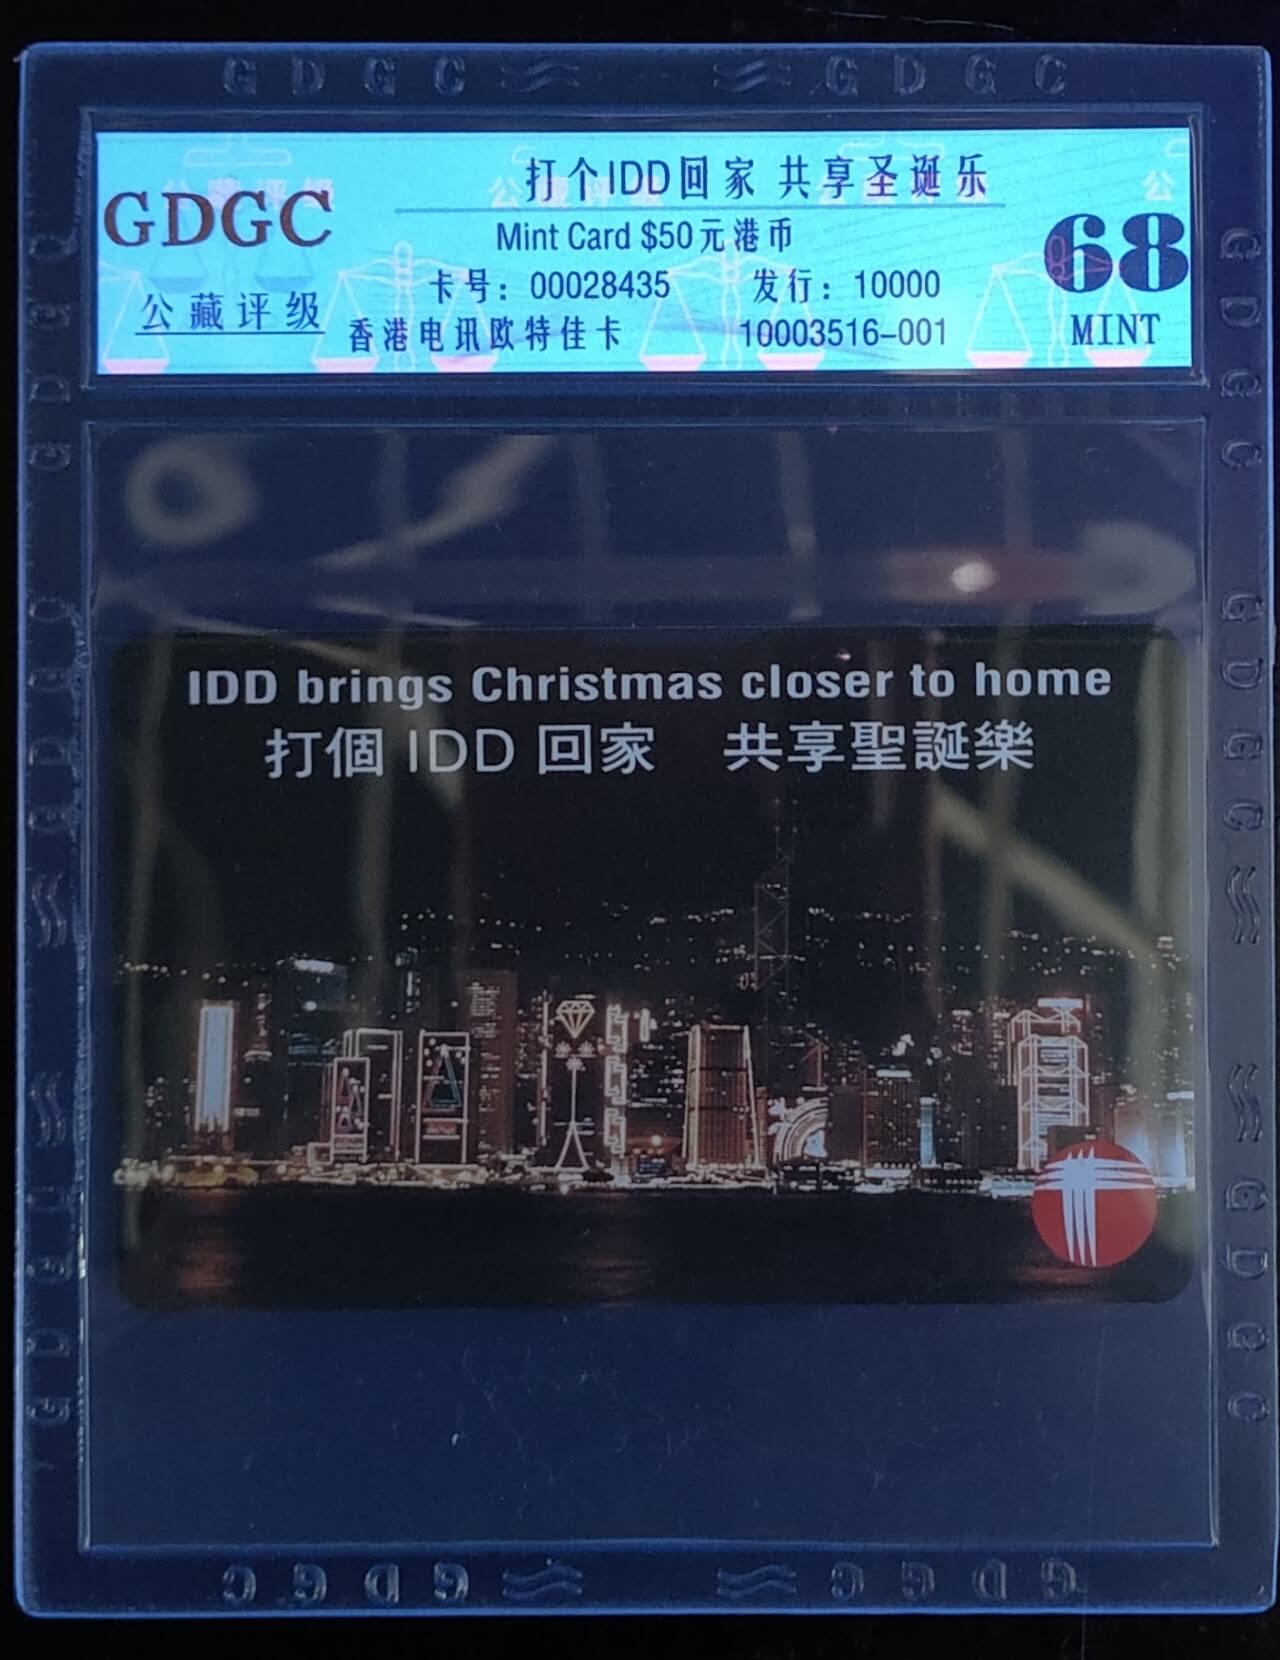 G D G C G D G C
打个IDD回家 共享圣诞乐
GDGC
Mint Card $50元港币
68
卡号：00028435 发行：10000
公藏评级
香港电讯欧特佳卡 10003516-001
MINT
IDD brings Christmas closer to home
打個 IDD 回家 共享聖誕樂
G D G C G D G C